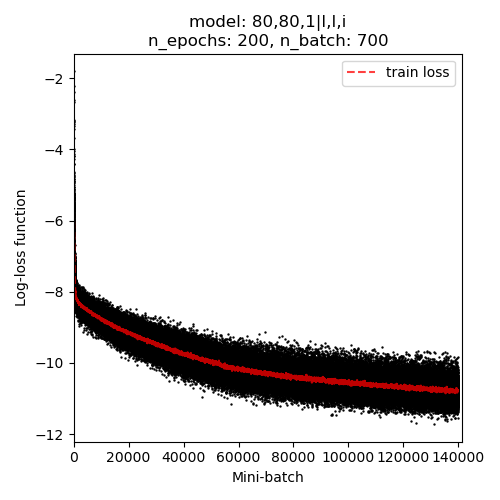 model: 80,80,1|l,l,i
n_epochs: 200, n_batch: 700
train loss
−2
−4
−6
−8
−10
−12
Log-loss function
0 20000 40000 60000 80000 100000 120000 140000
Mini-batch